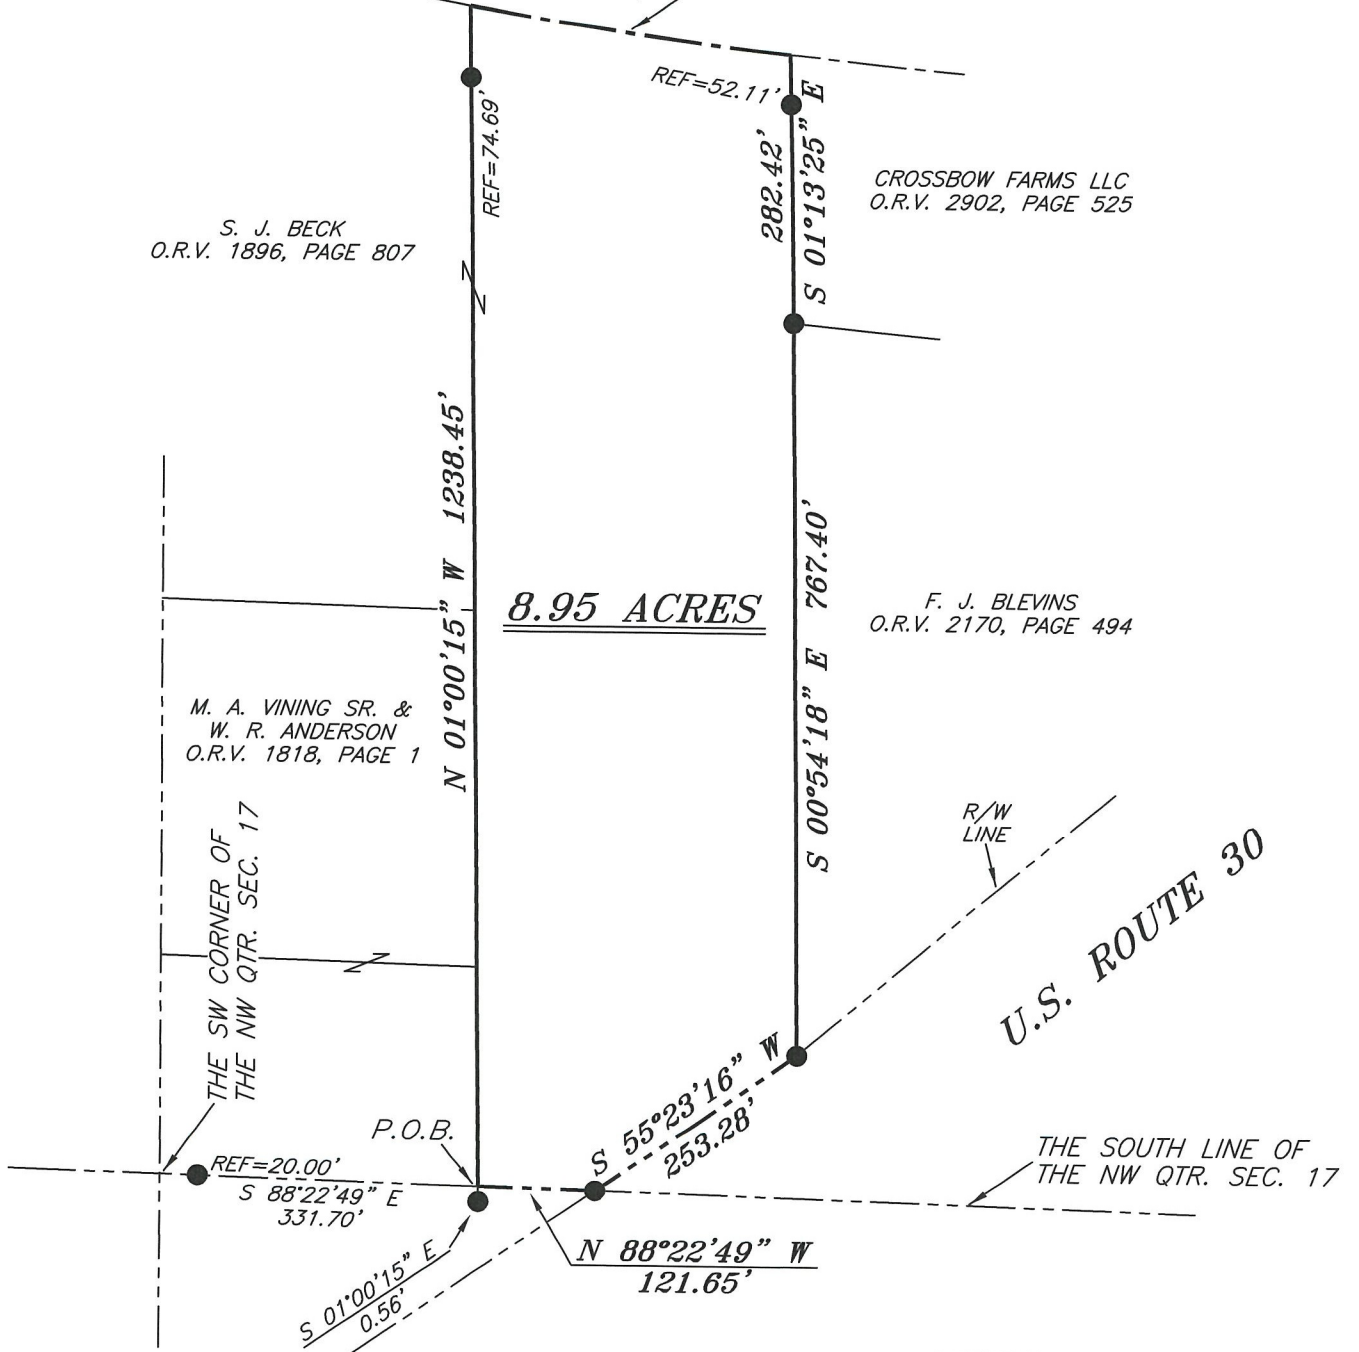 REF=52.11'
REF=74.69'
282.42'
S 01°13'25" E
CROSSBOW FARMS LLC
O.R.V. 2902, PAGE 525
S. J. BECK
O.R.V. 1896, PAGE 807
N 01°00'15" W 1238.45'
8.95 ACRES
S 00°54'18" E 767.40'
F. J. BLEVINS
O.R.V. 2170, PAGE 494
M. A. VINING SR. &
W. R. ANDERSON
O.R.V. 1818, PAGE 1
THE SW CORNER OF
THE NW QTR. SEC. 17
R/W
LINE
U.S. ROUTE 30
S 55°23'16" W
253.28'
P.O.B.
REF=20.00'
S 88°22'49" E
331.70'
THE SOUTH LINE OF
THE NW QTR. SEC. 17
N 88°22'49" W
121.65'
S 01°00'15" E
0.56'